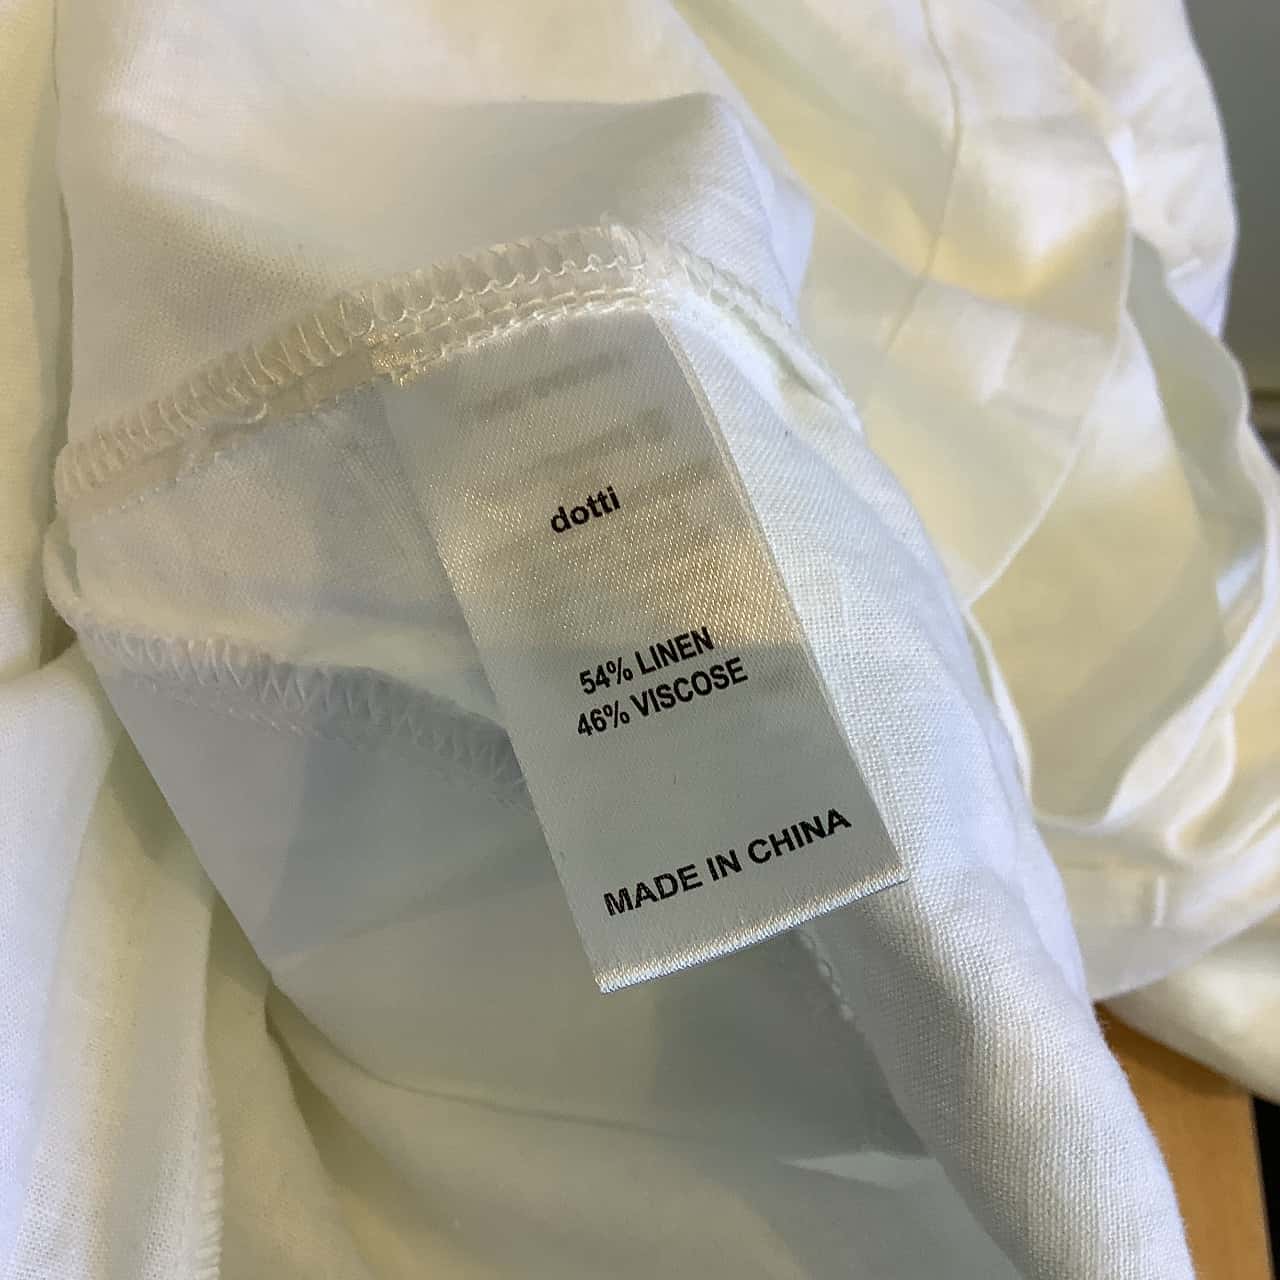 dotti
54% LINEN
46% VISCOSE
MADE IN CHINA